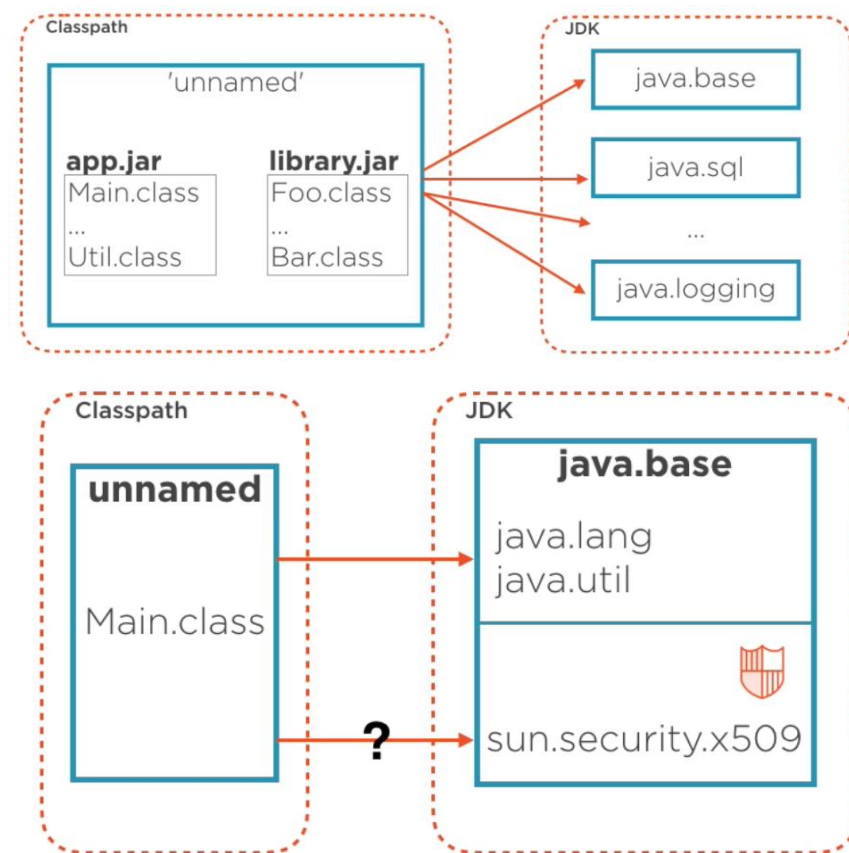 Classpath
JDK
'unnamed'
java.base
app.jar
library.jar
java.sql
Main.class
Foo.class
...
...
...
Util.class
Bar.class
java.logging
Classpath
JDK
unnamed
java.base
java.lang
java.util
Main.class
?
sun.security.x509